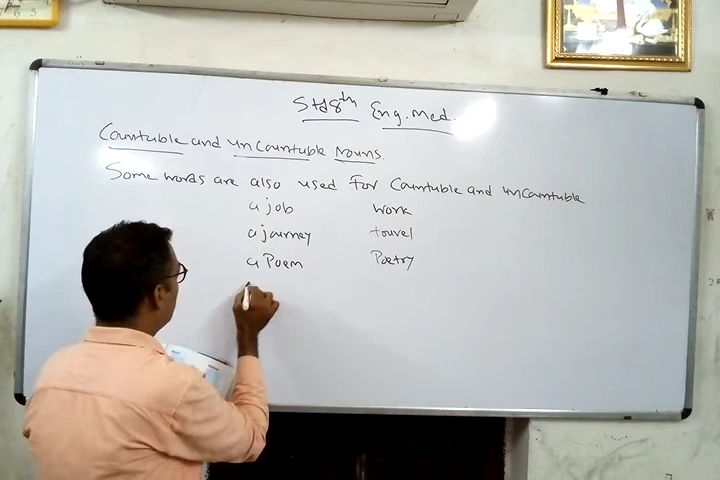 Std 8th Eng. Med.
Countable and unCountable Nouns.
Some words are also used for Countable and unCountable
a job work
a journey travel
a Poem Poetry